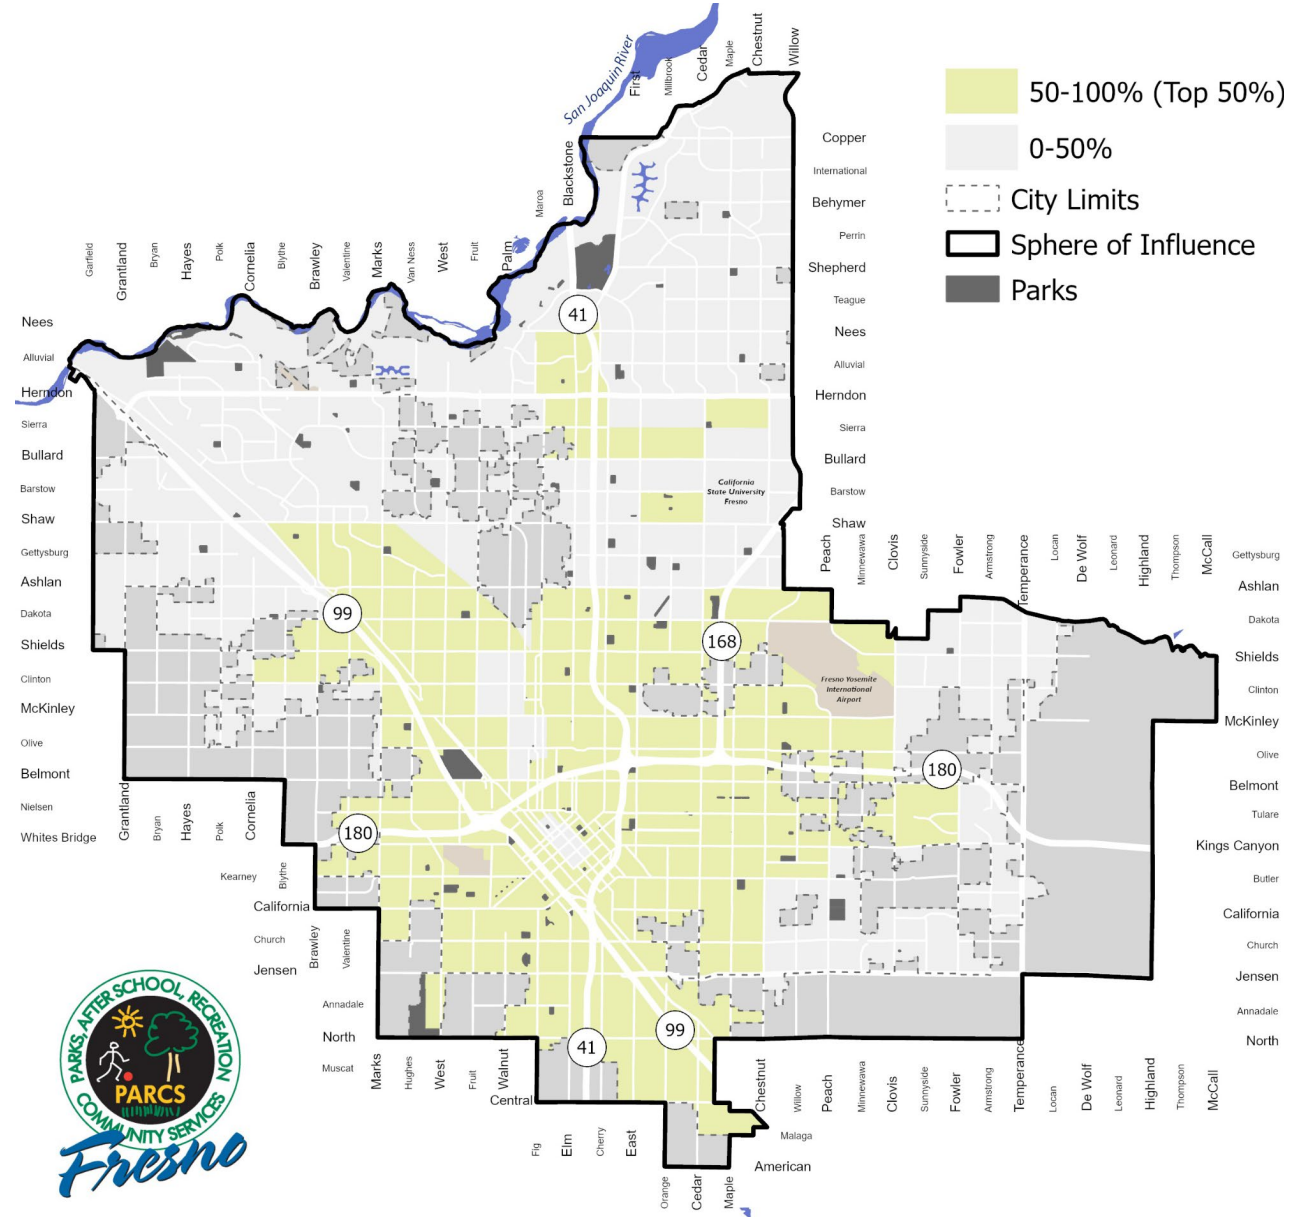 San Joaquin River
First
Millbrook
Cedar
Maple
Chestnut
Willow
50-100% (Top 50%)
0-50%
City Limits
Sphere of Influence
Parks
Copper
International
Behymer
Perrin
Shepherd
Teague
Nees
Alluvial
Herndon
Sierra
Bullard
Barstow
Shaw
Garfield
Grantland
Bryan
Hayes
Polk
Cornelia
Blythe
Brawley
Valentine
Marks
Van Ness
West
Fruit
Palm
Maroa
Blackstone
Nees
Alluvial
Herndon
Sierra
Bullard
Barstow
Shaw
Gettysburg
Ashlan
Dakota
Shields
Clinton
McKinley
Olive
Belmont
Nielsen
Whites Bridge
Kearney
California
Church
Jensen
Annadale
North
Muscat
41
California
State University
Fresno
99
168
Fresno Yosemite
International
Airport
180
180
41
99
Peach
Minnewawa
Clovis
Sunnyside
Fowler
Armstrong
Temperance
Locan
De Wolf
Leonard
Highland
Thompson
McCall
Gettysburg
Ashlan
Dakota
Shields
Clinton
McKinley
Olive
Belmont
Tulare
Kings Canyon
Butler
California
Church
Jensen
Annadale
North
Grantland
Bryan
Hayes
Polk
Cornelia
Blythe
Brawley
Valentine
Marks
Hughes
West
Fruit
Walnut
Central
Fig
Elm
Cherry
East
Orange
Cedar
Maple
Chestnut
Willow
Peach
Minnewawa
Clovis
Sunnyside
Fowler
Armstrong
Temperance
Locan
De Wolf
Leonard
Highland
Thompson
McCall
Malaga
American
PARKS, AFTER SCHOOL, RECREATION
COMMUNITY SERVICES
PARCS
Fresno